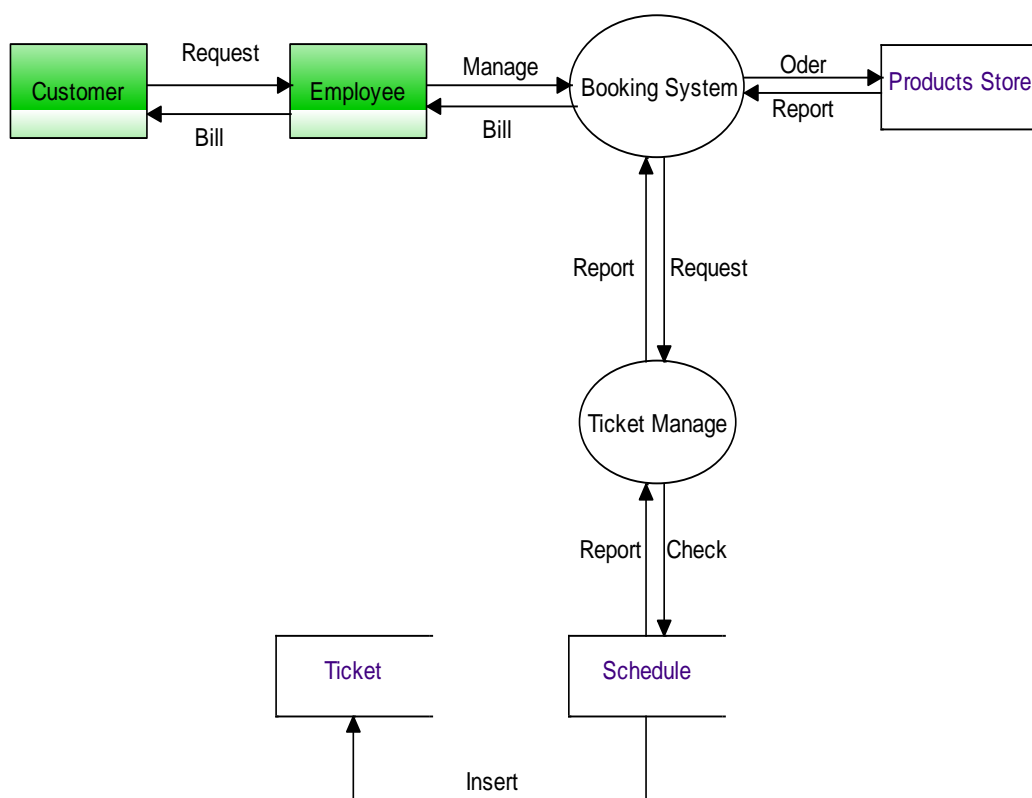 Request
Manage
Oder
Customer
Employee
Booking System
Products Store
Bill
Bill
Report
Report
Request
Ticket Manage
Report
Check
Ticket
Schedule
Insert